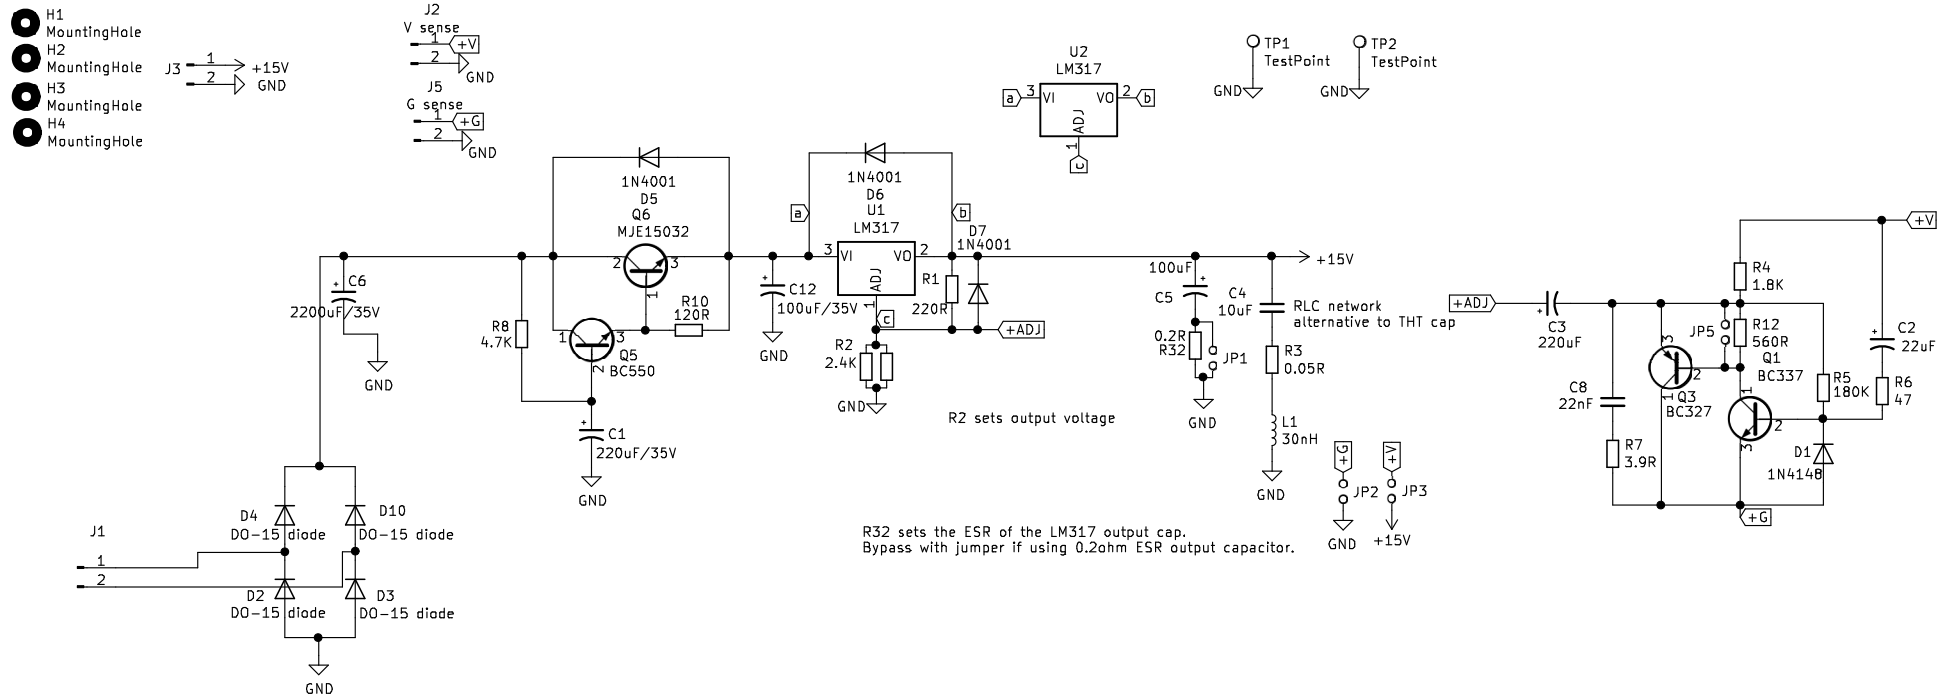 H1
MountingHole
H2
MountingHole
H3
MountingHole
H4
MountingHole
J3
1
+15V
2
GND
J2
V sense
1
+V
2
GND
J5
G sense
1
+G
2
GND
U2
LM317
a
3
VI
VO
2
b
ADJ
1
c
TP1
TestPoint
GND
TP2
TestPoint
GND
1N4001
D5
Q6
MJE15032
2
3
1
R10
120R
R8
4.7K
1
3
2
Q5
BC550
C1
220uF/35V
GND
C6
2200uF/35V
GND
C12
100uF/35V
GND
1N4001
D6
U1
LM317
a
b
3
VI
VO
2
ADJ
1
c
D7
1N4001
R1
220R
+ADJ
R2
2.4K
GND
R2 sets output voltage
100uF
C5
0.2R
R32
JP1
GND
C4
10uF
RLC network
alternative to THT cap
R3
0.05R
L1
30nH
GND
+15V
+G
JP2
GND
+V
JP3
+15V
R32 sets the ESR of the LM317 output cap.
Bypass with jumper if using 0.2ohm ESR output capacitor.
J1
1
2
D4
DO-15 diode
D10
DO-15 diode
D2
DO-15 diode
D3
DO-15 diode
GND
+ADJ
C3
220uF
C8
22nF
R7
3.9R
3
2
1
Q3
BC327
JP5
R4
1.8K
R12
560R
Q1
BC337
1
2
3
R5
180K
D1
1N4148
+V
C2
22uF
R6
47
+G